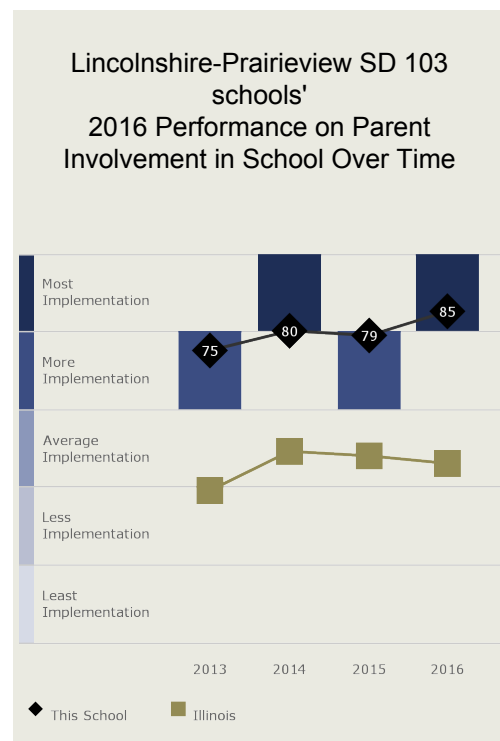 Lincolnshire-Prairieview SD 103
schools'
2016 Performance on Parent
Involvement in School Over Time
Most
Implementation
85
80
79
75
More
Implementation
Average
Implementation
Less
Implementation
Least
Implementation
2013 2014 2015 2016
This School Illinois